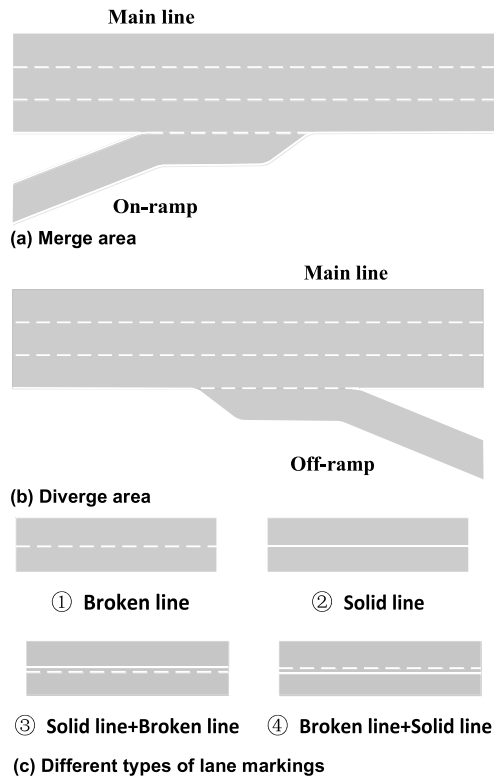 Main line
On-ramp
(a) Merge area
Main line
Off-ramp
(b) Diverge area
① Broken line
② Solid line
③ Solid line+Broken line
④ Broken line+Solid line
(c) Different types of lane markings